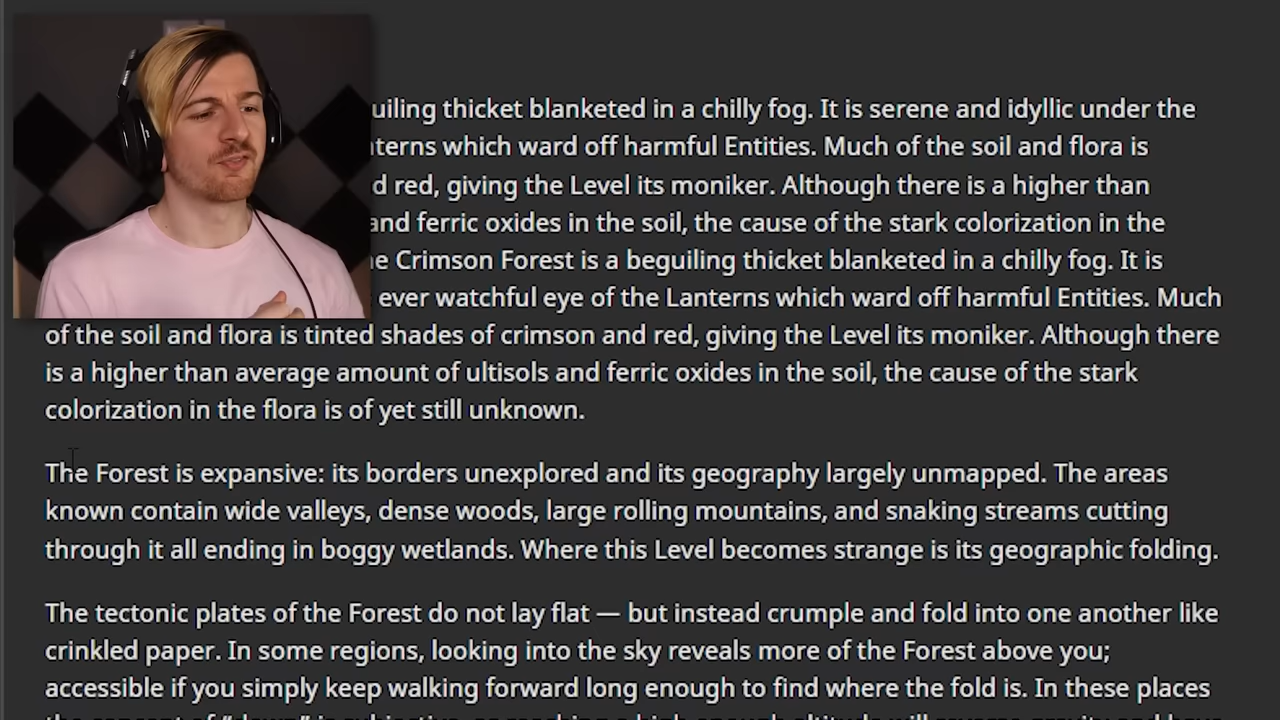 uiling thicket blanketed in a chilly fog. It is serene and idyllic under the
nterns which ward off harmful Entities. Much of the soil and flora is
d red, giving the Level its moniker. Although there is a higher than
and ferric oxides in the soil, the cause of the stark colorization in the
e Crimson Forest is a beguiling thicket blanketed in a chilly fog. It is
ever watchful eye of the Lanterns which ward off harmful Entities. Much
of the soil and flora is tinted shades of crimson and red, giving the Level its moniker. Although there
is a higher than average amount of ultisols and ferric oxides in the soil, the cause of the stark
colorization in the flora is of yet still unknown.
The Forest is expansive: its borders unexplored and its geography largely unmapped. The areas
known contain wide valleys, dense woods, large rolling mountains, and snaking streams cutting
through it all ending in boggy wetlands. Where this Level becomes strange is its geographic folding.
The tectonic plates of the Forest do not lay flat — but instead crumple and fold into one another like
crinkled paper. In some regions, looking into the sky reveals more of the Forest above you;
accessible if you simply keep walking forward long enough to find where the fold is. In these places